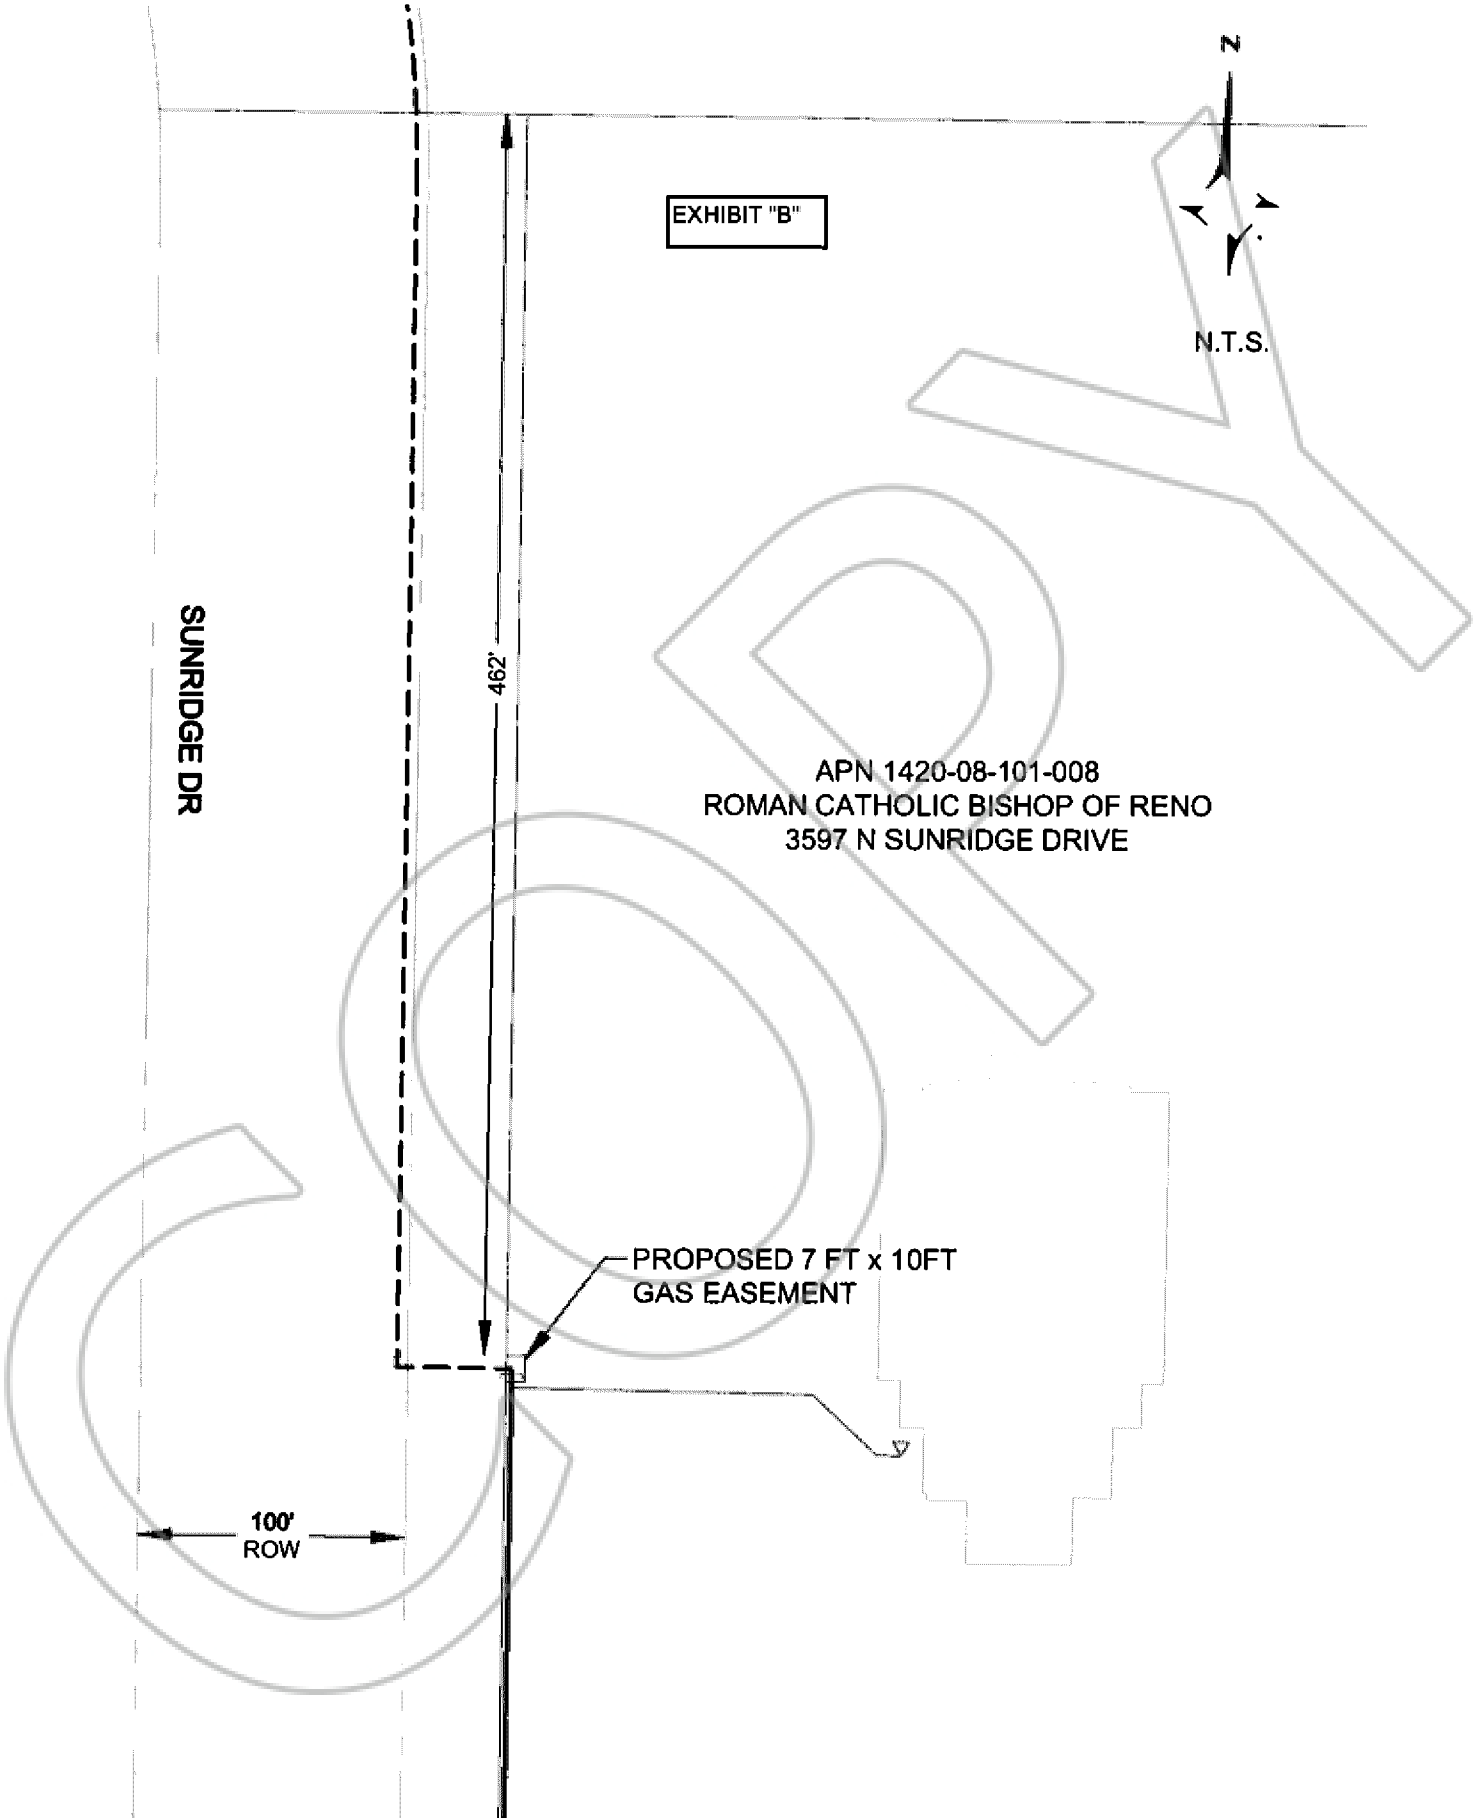 N
EXHIBIT "B"
N.T.S.
SUNRIDGE DR
462'
APN 1420-08-101-008
ROMAN CATHOLIC BISHOP OF RENO
3597 N SUNRIDGE DRIVE
PROPOSED 7 FT x 10FT
GAS EASEMENT
100'
ROW
COPY